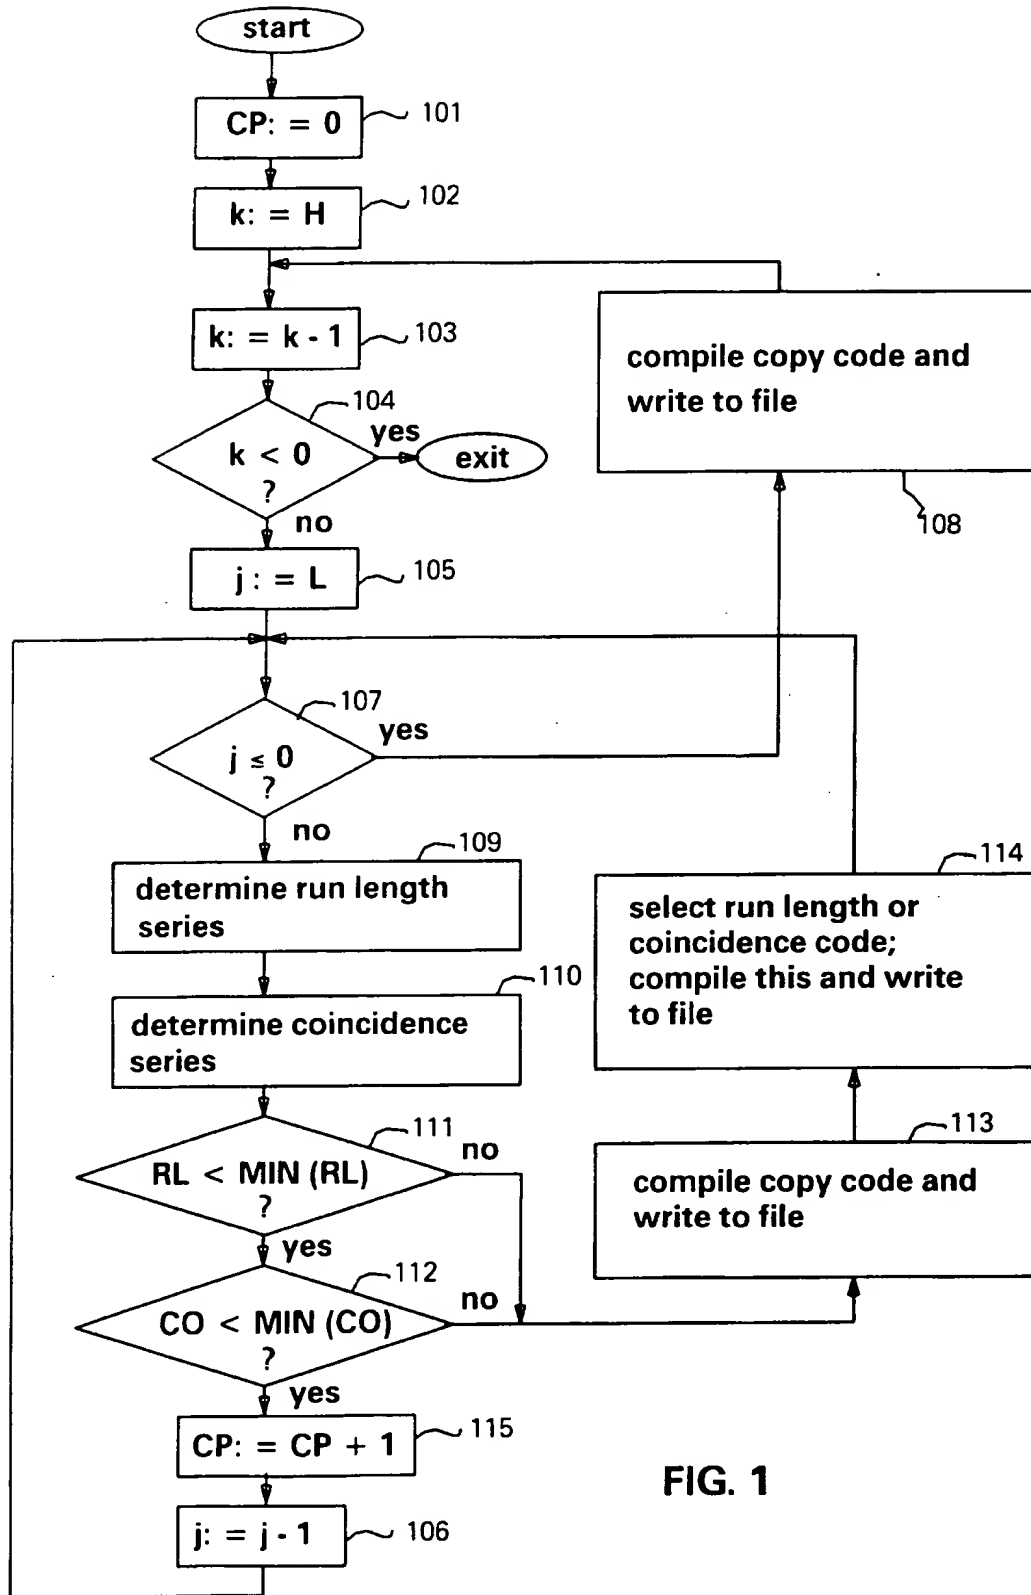 start
CP: = 0
101
k: = H
102
k: = k - 1
103
104
k < 0
?
yes
exit
no
j : = L
105
compile copy code and
write to file
108
107
j ≤ 0
?
yes
no
109
determine run length
series
110
determine coincidence
series
111
RL < MIN (RL)
?
no
yes
112
CO < MIN (CO)
?
no
yes
CP: = CP + 1
115
j: = j - 1
106
114
select run length or
coincidence code;
compile this and write
to file
113
compile copy code and
write to file
FIG. 1